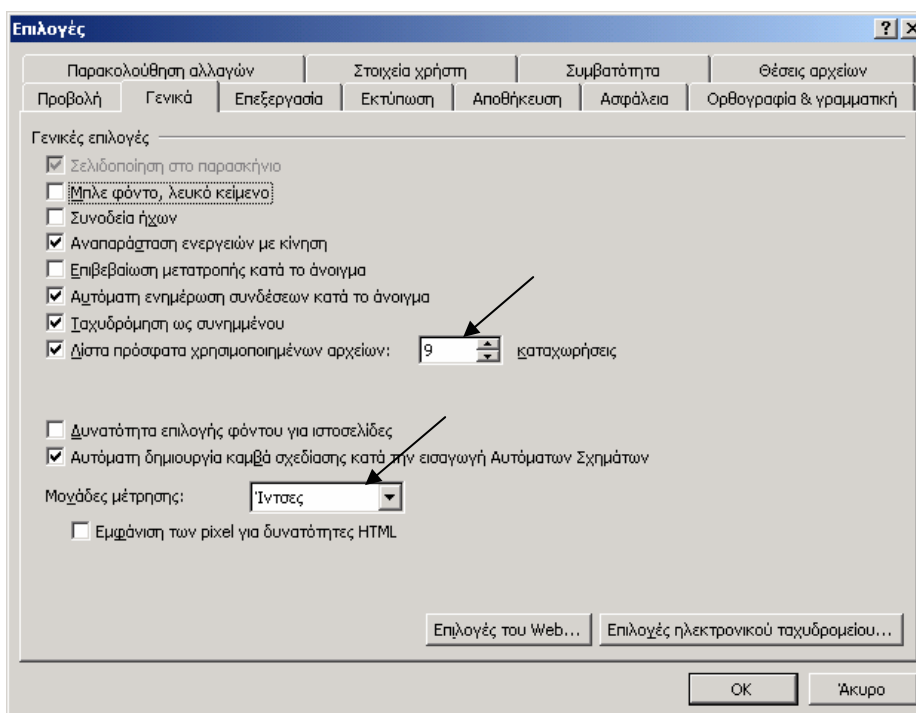 Επιλογές
Παρακολούθηση αλλαγών Στοιχεία χρήστη Συμβατότητα Θέσεις αρχείων
Προβολή Γενικά Επεξεργασία Εκτύπωση Αποθήκευση Ασφάλεια Ορθογραφία & γραμματική
Γενικές επιλογές
Σελιδοποίηση στο παρασκήνιο
Μπλε φόντο, λευκό κείμενο
Συνοδεία ήχων
Αναπαράσταση ενεργειών με κίνηση
Επιβεβαίωση μετατροπής κατά το άνοιγμα
Αυτόματη ενημέρωση συνδέσεων κατά το άνοιγμα
Ταχυδρόμηση ως συνημμένου
Λίστα πρόσφατα χρησιμοποιημένων αρχείων: 9 καταχωρήσεις
Δυνατότητα επιλογής φόντου για ιστοσελίδες
Αυτόματη δημιουργία καμβά σχεδίασης κατά την εισαγωγή Αυτόματων Σχημάτων
Μονάδες μέτρησης: Ίντσες
Εμφάνιση των pixel για δυνατότητες HTML
Επιλογές του Web... Επιλογές ηλεκτρονικού ταχυδρομείου...
OK Άκυρο